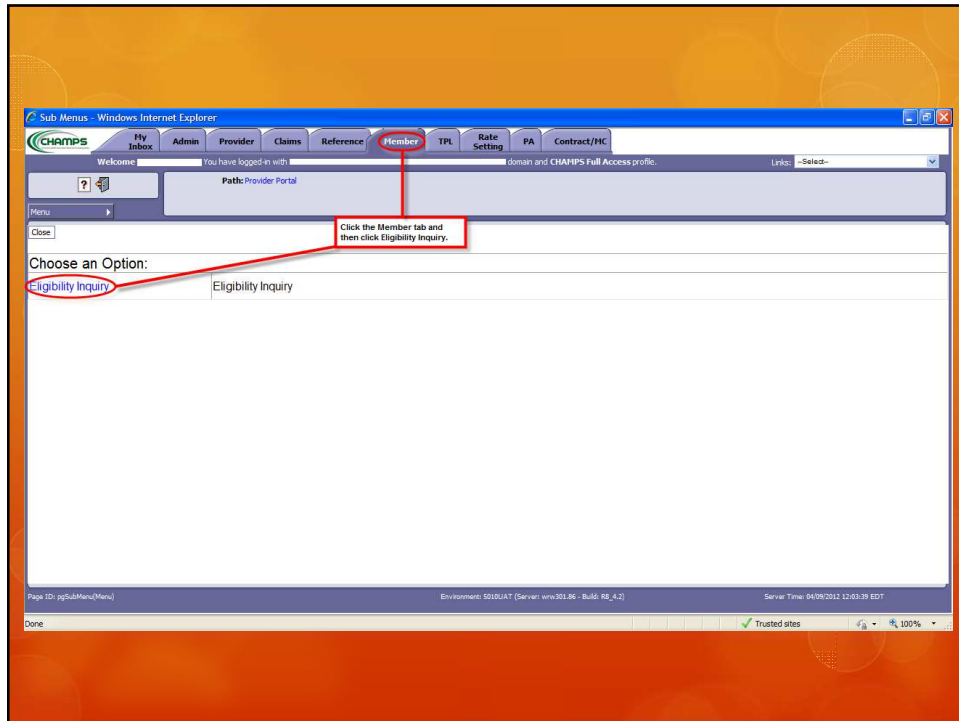 Sub Menus - Windows Internet Explorer
CHAMPS
My Inbox
Admin
Provider
Claims
Reference
Member
TPL
Rate Setting
PA
Contract/MC
Welcome
You have logged-in with
domain and CHAMPS Full Access profile.
Links:
--Select--
?
Path: Provider Portal
Menu
Close
Click the Member tab and
then click Eligibility Inquiry.
Choose an Option:
Eligibility Inquiry
Eligibility Inquiry
Page ID: pgSubMenu(Menu)
Environment: 5010UAT (Server: wrw301.86 - Build: R8_4.2)
Server Time: 04/09/2012 12:03:39 EDT
Done
Trusted sites
100%